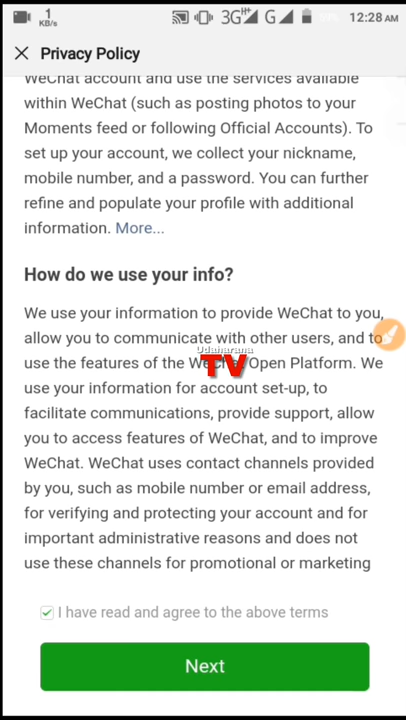 1
KB/s
3G H+ G 12:28 AM
Privacy Policy
WeChat account and use the services available
within WeChat (such as posting photos to your
Moments feed or following Official Accounts). To
set up your account, we collect your nickname,
mobile number, and a password. You can further
refine and populate your profile with additional
information. More...
How do we use your info?
We use your information to provide WeChat to you,
allow you to communicate with other users, and to
Udaharana
TV
use the features of the WeChat Open Platform. We
use your information for account set-up, to
facilitate communications, provide support, allow
you to access features of WeChat, and to improve
WeChat. WeChat uses contact channels provided
by you, such as mobile number or email address,
for verifying and protecting your account and for
important administrative reasons and does not
use these channels for promotional or marketing
I have read and agree to the above terms
Next